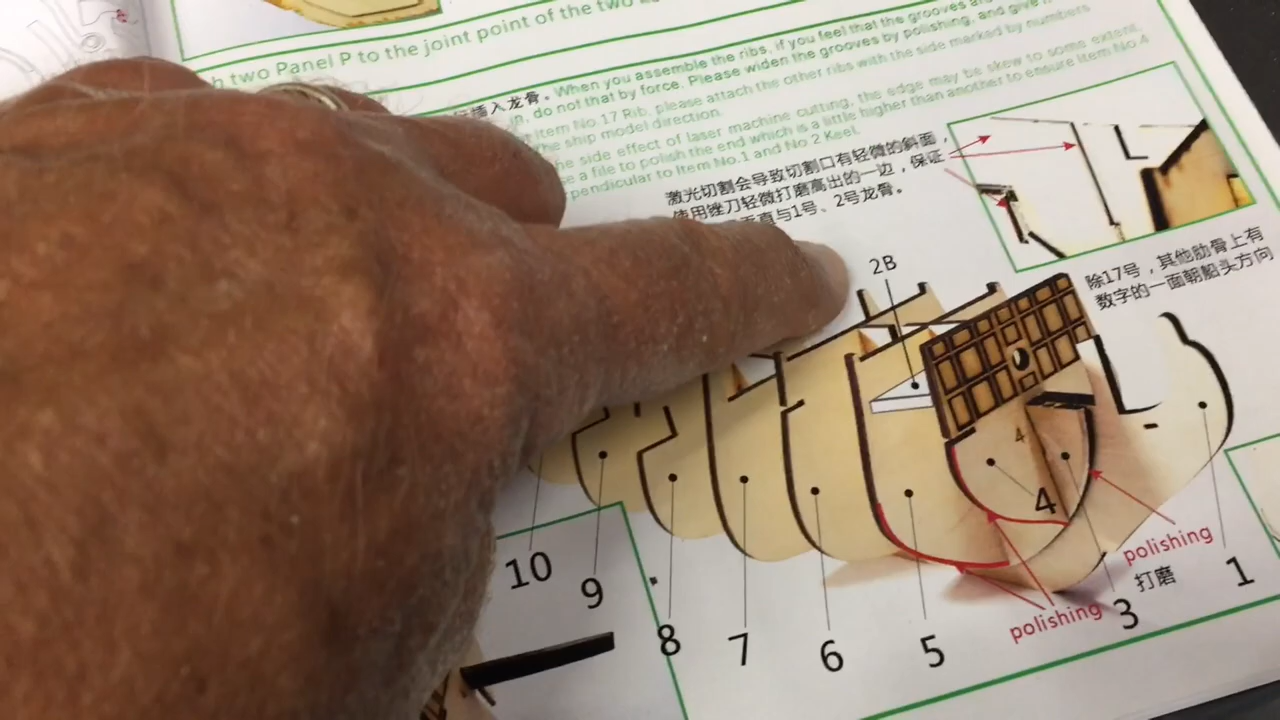 h two Panel P to the joint point of the two
插入龙骨。When you assemble the ribs, if you feel that the grooves are
in, do not that by force. Please widen the grooves by polishing, and give
Item No 17 Rib, please attach the other ribs with the side marked by numbers
the ship model direction.
he side effect of laser machine cutting, the edge may be skew to some extent,
se a file to polish the end which is a little higher than another to ensure Item No 4
pendicular to Item No.1 and No 2 Keel.
激光切割会导致切割口有轻微的斜面，
使用锉刀轻微打磨高出的一边，保证
垂直与1号、2号龙骨。
除17号，其他肋骨上有
数字的一面朝船头方向
2B
4
4
10
9
8
7
6
5
polishing
3
polishing
打磨
1